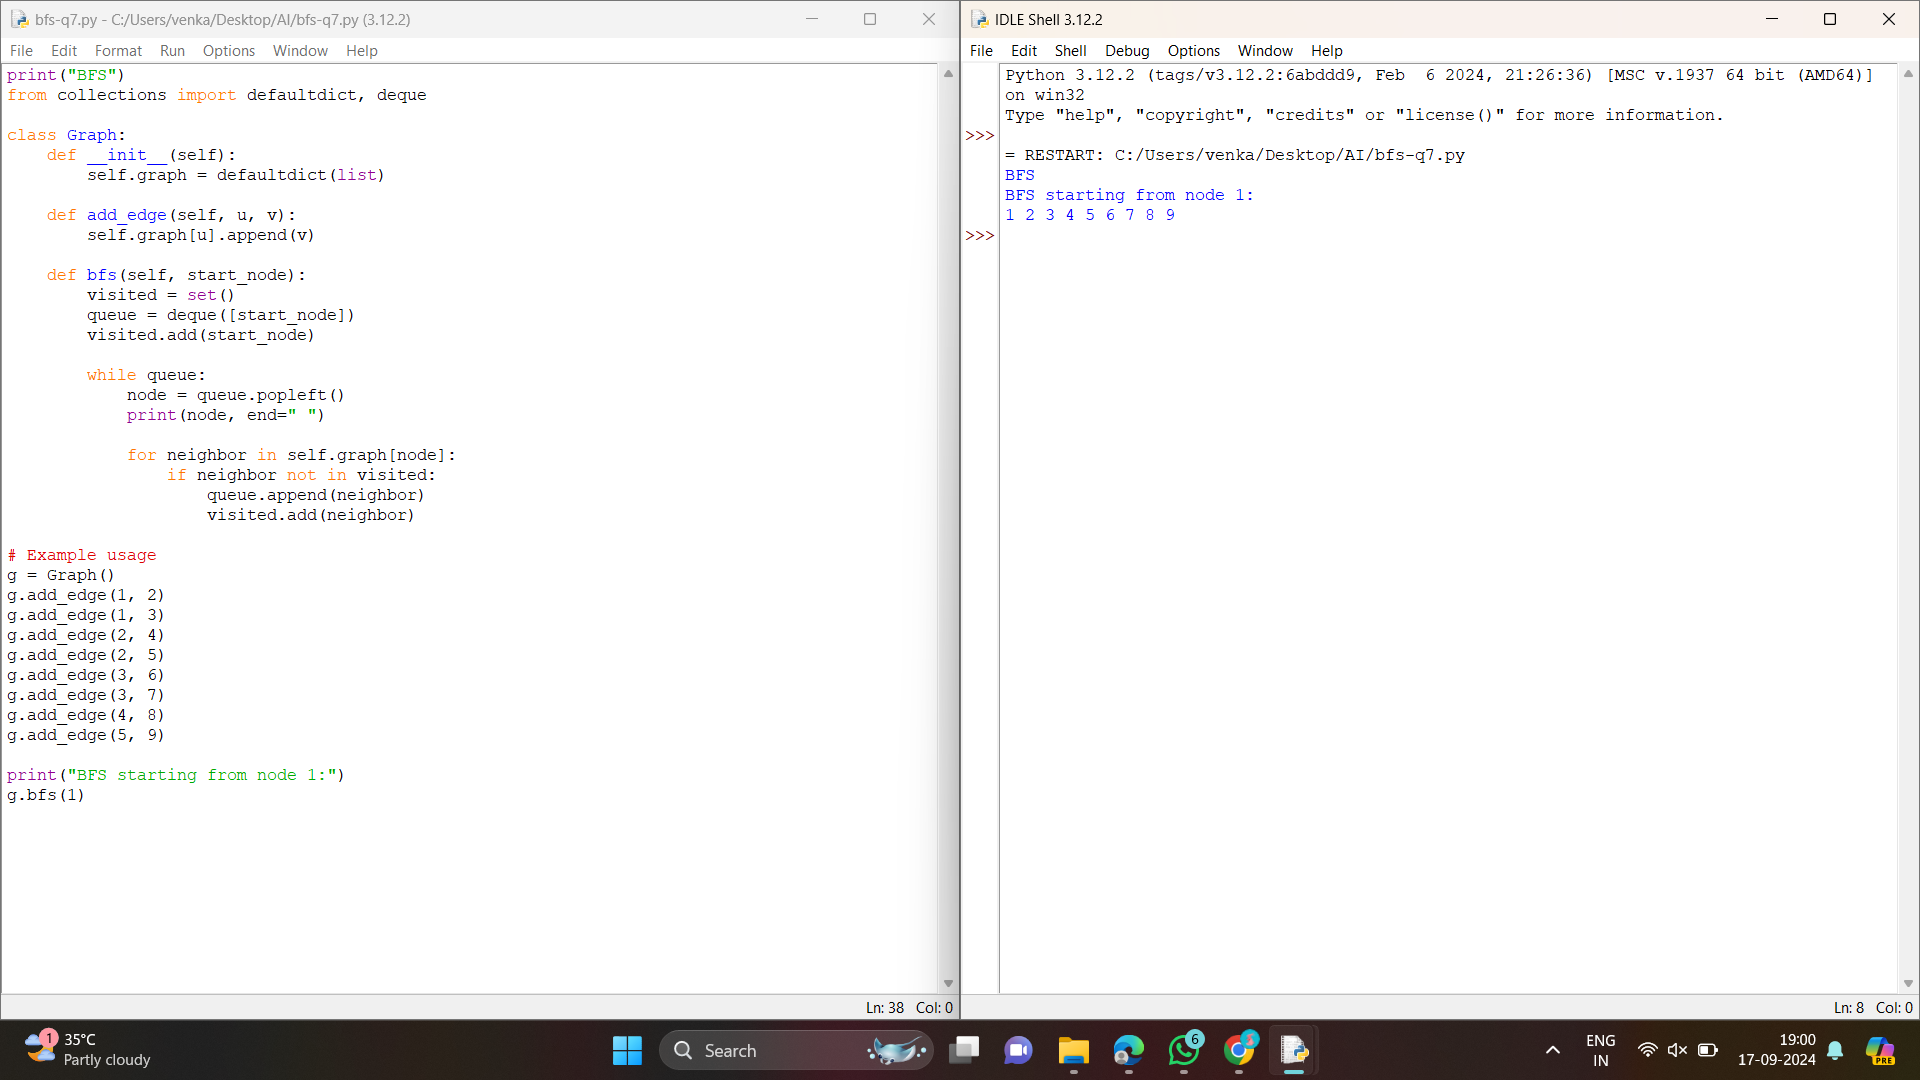 bfs-q7.py - C:/Users/venka/Desktop/AI/bfs-q7.py (3.12.2)
File Edit Format Run Options Window Help
print("BFS")
from collections import defaultdict, deque

class Graph:
    def __init__(self):
        self.graph = defaultdict(list)

    def add_edge(self, u, v):
        self.graph[u].append(v)

    def bfs(self, start_node):
        visited = set()
        queue = deque([start_node])
        visited.add(start_node)

        while queue:
            node = queue.popleft()
            print(node, end=" ")

            for neighbor in self.graph[node]:
                if neighbor not in visited:
                    queue.append(neighbor)
                    visited.add(neighbor)

# Example usage
g = Graph()
g.add_edge(1, 2)
g.add_edge(1, 3)
g.add_edge(2, 4)
g.add_edge(2, 5)
g.add_edge(3, 6)
g.add_edge(3, 7)
g.add_edge(4, 8)
g.add_edge(5, 9)

print("BFS starting from node 1:")
g.bfs(1)
Ln: 38 Col: 0
IDLE Shell 3.12.2
File Edit Shell Debug Options Window Help
Python 3.12.2 (tags/v3.12.2:6abddd9, Feb  6 2024, 21:26:36) [MSC v.1937 64 bit (AMD64)]
on win32
Type "help", "copyright", "credits" or "license()" for more information.
>>>
= RESTART: C:/Users/venka/Desktop/AI/bfs-q7.py
BFS
BFS starting from node 1:
1 2 3 4 5 6 7 8 9
>>>
Ln: 8 Col: 0
1
35°C
Partly cloudy
Search
6
3
ENG
IN
19:00
17-09-2024
PRE